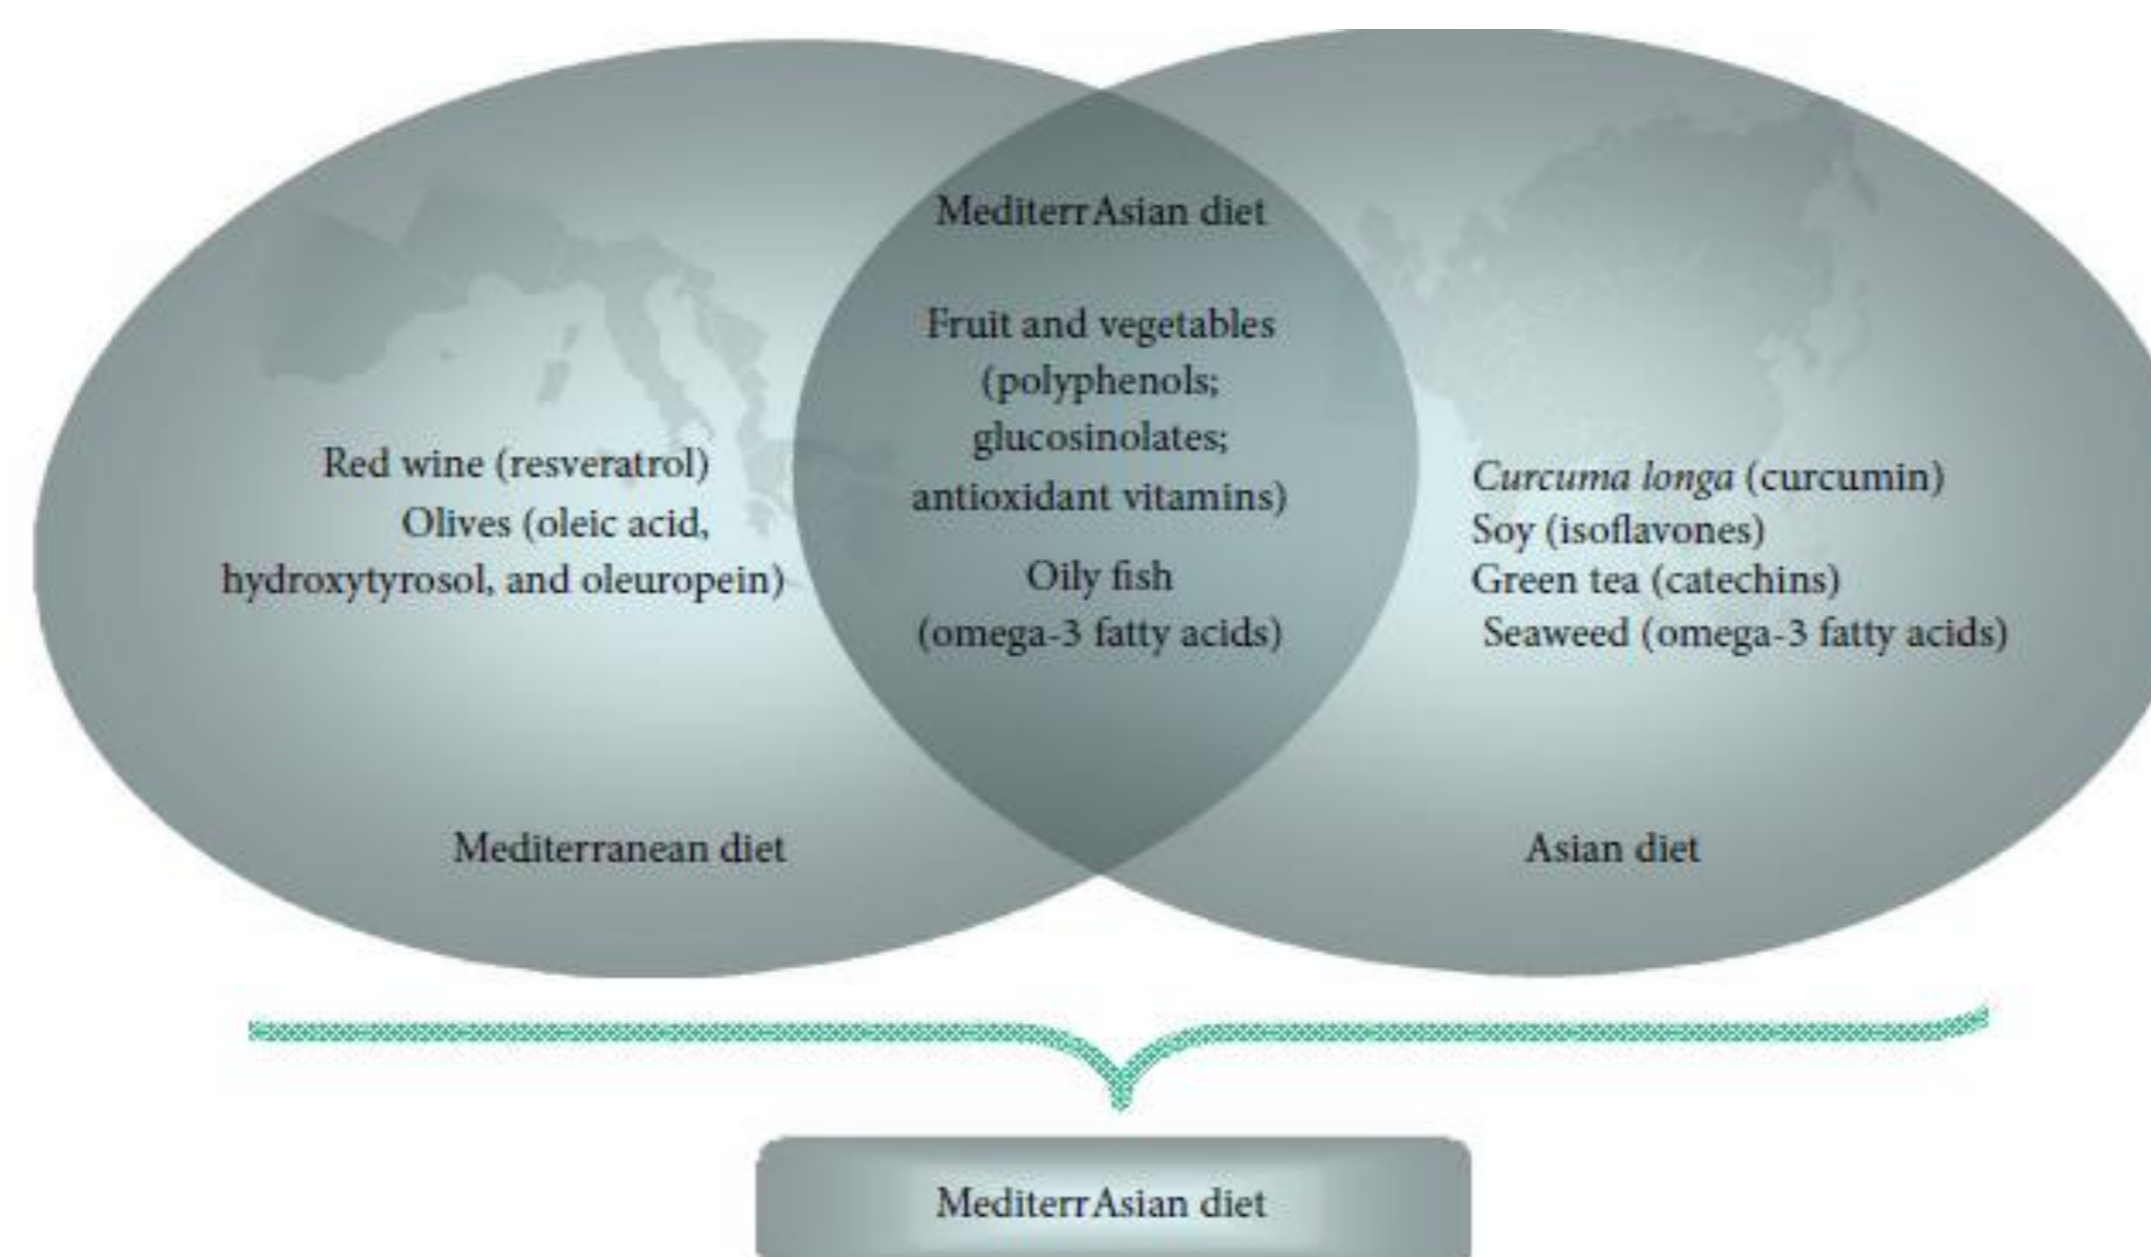 MediterrAsian diet
Fruit and vegetables
(polyphenols;
glucosinolates;
antioxidant vitamins)
Oily fish
(omega-3 fatty acids)
Red wine (resveratrol)
Olives (oleic acid,
hydroxytyrosol, and oleuropein)
Curcuma longa (curcumin)
Soy (isoflavones)
Green tea (catechins)
Seaweed (omega-3 fatty acids)
Mediterranean diet
Asian diet
MediterrAsian diet